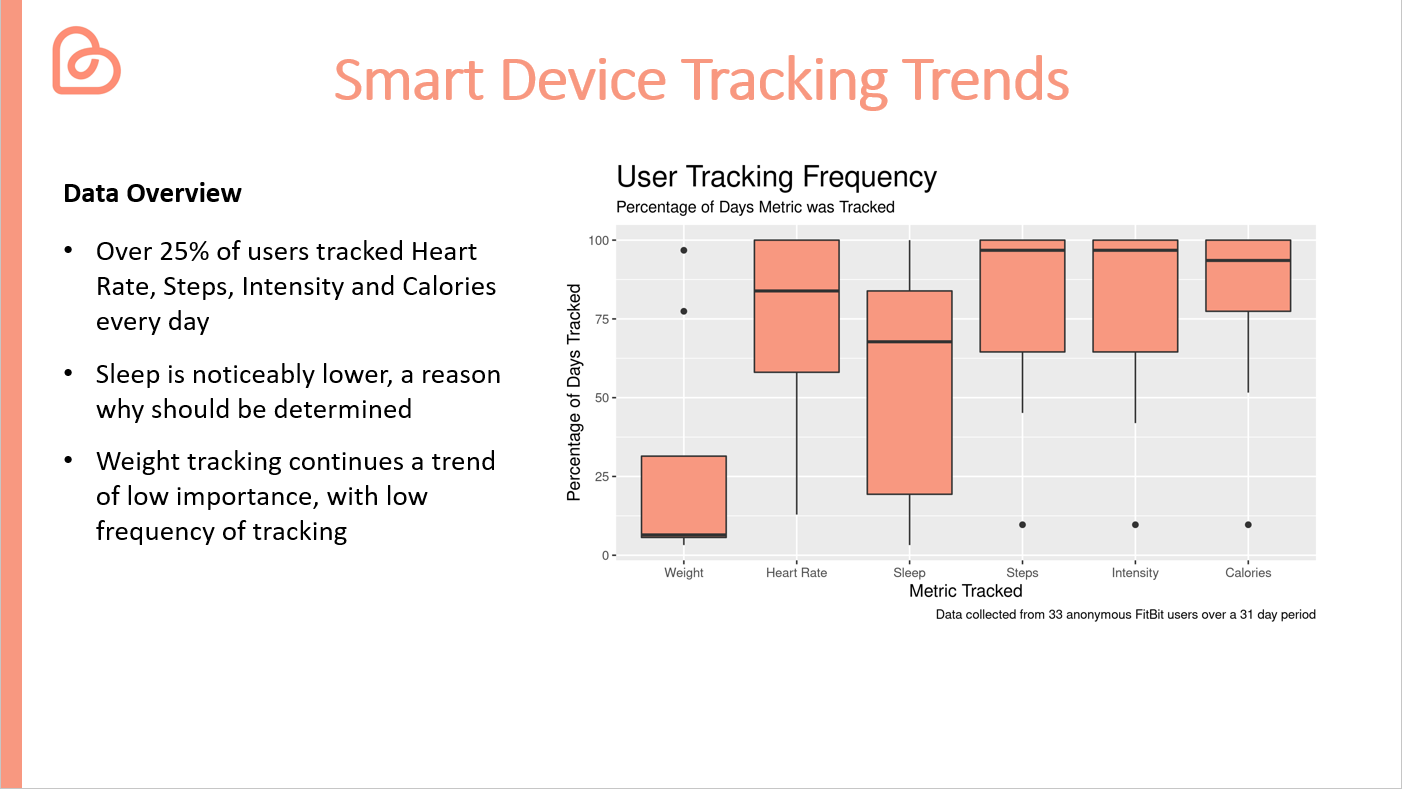 Smart Device Tracking Trends
Data Overview
• Over 25% of users tracked Heart
Rate, Steps, Intensity and Calories
every day
• Sleep is noticeably lower, a reason
why should be determined
• Weight tracking continues a trend
of low importance, with low
frequency of tracking
User Tracking Frequency
Percentage of Days Metric was Tracked
Percentage of Days Tracked
100
75
50
25
0
Weight Heart Rate Sleep Steps Intensity Calories
Metric Tracked
Data collected from 33 anonymous FitBit users over a 31 day period